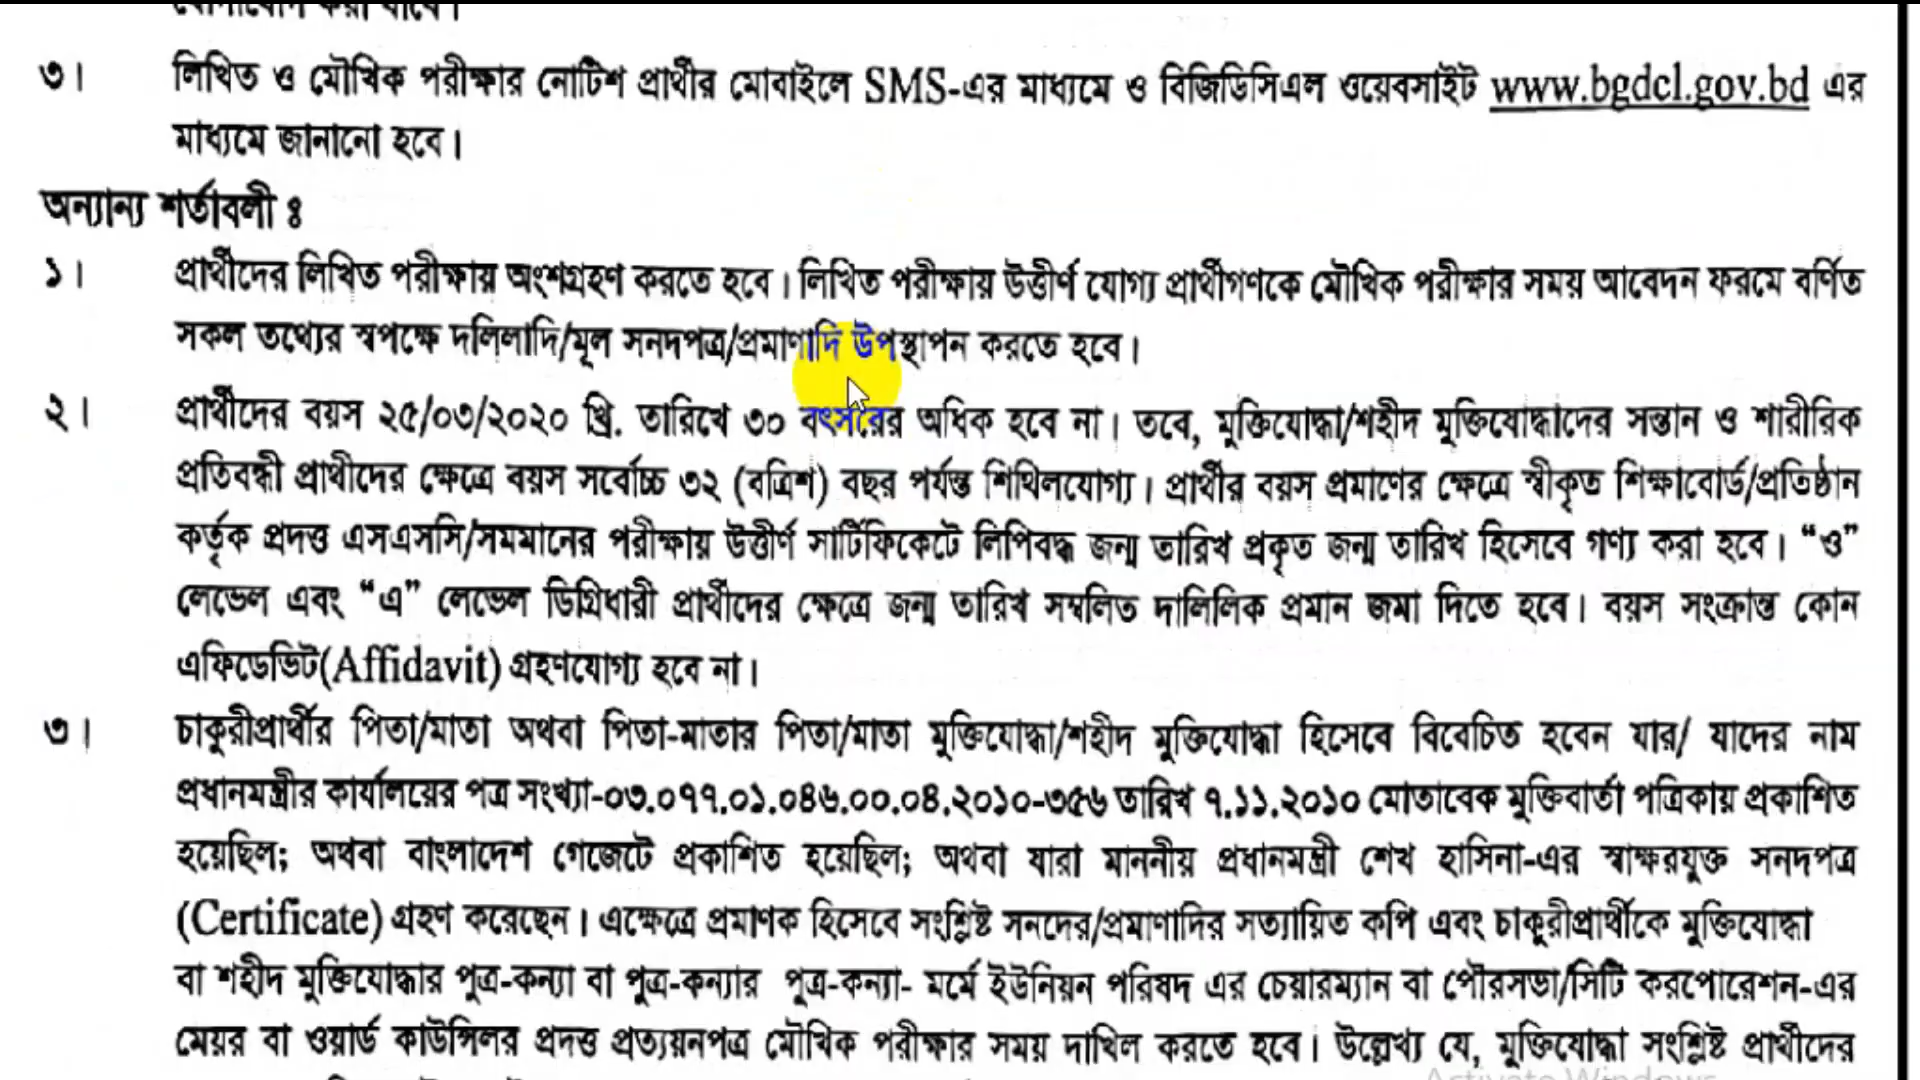 ৩। লিখিত ও মৌখিক পরীক্ষার নোটিশ প্রার্থীর মোবাইলে SMS-এর মাধ্যমে ও বিজিডিসিএল ওয়েবসাইট www.bgdcl.gov.bd এর
মাধ্যমে জানানো হবে।
অন্যান্য শর্তাবলী ঃ
১। প্রার্থীদের লিখিত পরীক্ষায় অংশগ্রহণ করতে হবে। লিখিত পরীক্ষায় উত্তীর্ণ যোগ্য প্রার্থীগণকে মৌখিক পরীক্ষার সময় আবেদন ফরমে বর্ণিত
সকল তথ্যের স্বপক্ষে দলিলাদি/মূল সনদপত্র/প্রমাণাদি উপস্থাপন করতে হবে।
২। প্রার্থীদের বয়স ২৫/০৩/২০২০ খ্রি. তারিখে ৩০ বৎসরের অধিক হবে না। তবে, মুক্তিযোদ্ধা/শহীদ মুক্তিযোদ্ধাদের সন্তান ও শারীরিক
প্রতিবন্ধী প্রার্থীদের ক্ষেত্রে বয়স সর্বোচ্চ ৩২ (বত্রিশ) বছর পর্যন্ত শিথিলযোগ্য। প্রার্থীর বয়স প্রমাণের ক্ষেত্রে স্বীকৃত শিক্ষাবোর্ড/প্রতিষ্ঠান
কর্তৃক প্রদত্ত এসএসসি/সমমানের পরীক্ষায় উত্তীর্ণ সার্টিফিকেটে লিপিবদ্ধ জন্ম তারিখ প্রকৃত জন্ম তারিখ হিসেবে গণ্য করা হবে। “ও”
লেভেল এবং “এ” লেভেল ডিগ্রিধারী প্রার্থীদের ক্ষেত্রে জন্ম তারিখ সম্বলিত দালিলিক প্রমান জমা দিতে হবে। বয়স সংক্রান্ত কোন
এফিডেভিট(Affidavit) গ্রহণযোগ্য হবে না।
৩। চাকুরীপ্রার্থীর পিতা/মাতা অথবা পিতা-মাতার পিতা/মাতা মুক্তিযোদ্ধা/শহীদ মুক্তিযোদ্ধা হিসেবে বিবেচিত হবেন যার/ যাদের নাম
প্রধানমন্ত্রীর কার্যালয়ের পত্র সংখ্যা-০৩.০৭৭.০১.০৪৬.০০.০৪.২০১০-৩৫৬ তারিখ ৭.১১.২০১০ মোতাবেক মুক্তিবার্তা পত্রিকায় প্রকাশিত
হয়েছিল; অথবা বাংলাদেশ গেজেটে প্রকাশিত হয়েছিল; অথবা যারা মাননীয় প্রধানমন্ত্রী শেখ হাসিনা-এর স্বাক্ষরযুক্ত সনদপত্র
(Certificate) গ্রহণ করেছেন। এক্ষেত্রে প্রমাণক হিসেবে সংশ্লিষ্ট সনদের/প্রমাণাদির সত্যায়িত কপি এবং চাকুরীপ্রার্থীকে মুক্তিযোদ্ধা
বা শহীদ মুক্তিযোদ্ধার পুত্র-কন্যা বা পুত্র-কন্যার পুত্র-কন্যা- মর্মে ইউনিয়ন পরিষদ এর চেয়ারম্যান বা পৌরসভা/সিটি করপোরেশন-এর
মেয়র বা ওয়ার্ড কাউন্সিলর প্রদত্ত প্রত্যয়নপত্র মৌখিক পরীক্ষার সময় দাখিল করতে হবে। উল্লেখ্য যে, মুক্তিযোদ্ধা সংশ্লিষ্ট প্রার্থীদের